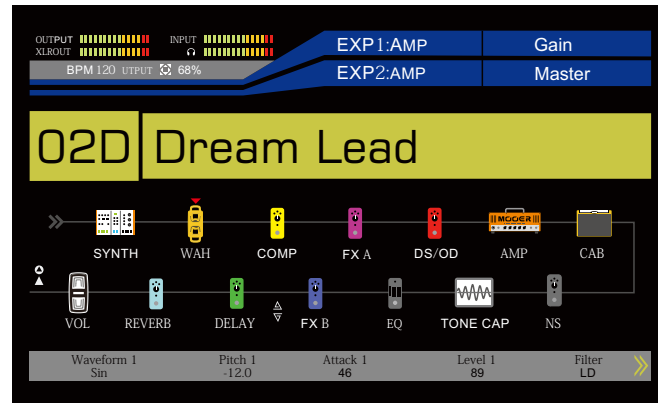 OUTPUT INPUT EXP1:AMP Gain
XLROUT
BPM 120 UTPUT 68% EXP2:AMP Master
02D Dream Lead
MOOER
SYNTH WAH COMP FX A DS/OD AMP CAB
VOL REVERB DELAY FX B EQ TONE CAP NS
Waveform 1 Pitch 1 Attack 1 Level 1 Filter
Sin -12.0 46 89 LD